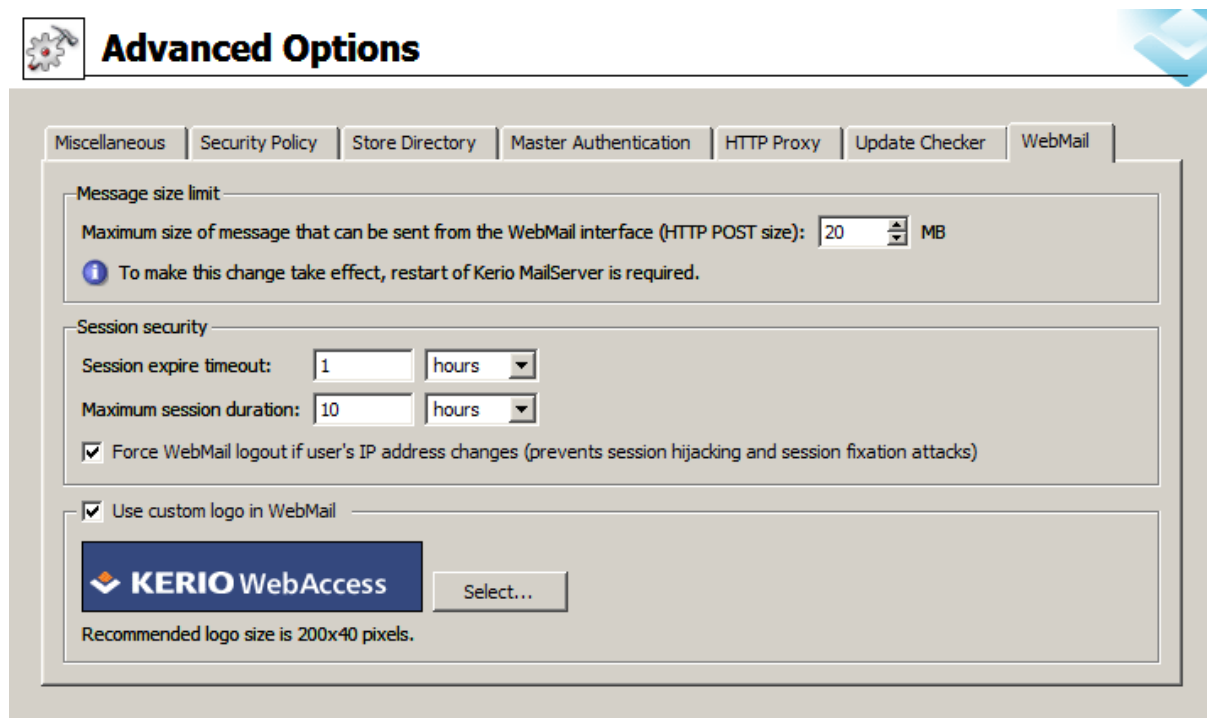 Advanced Options
Miscellaneous Security Policy Store Directory Master Authentication HTTP Proxy Update Checker WebMail
Message size limit
Maximum size of message that can be sent from the WebMail interface (HTTP POST size): 20 MB
To make this change take effect, restart of Kerio MailServer is required.
Session security
Session expire timeout: 1 hours
Maximum session duration: 10 hours
Force WebMail logout if user's IP address changes (prevents session hijacking and session fixation attacks)
Use custom logo in WebMail
KERIO WebAccess Select...
Recommended logo size is 200x40 pixels.